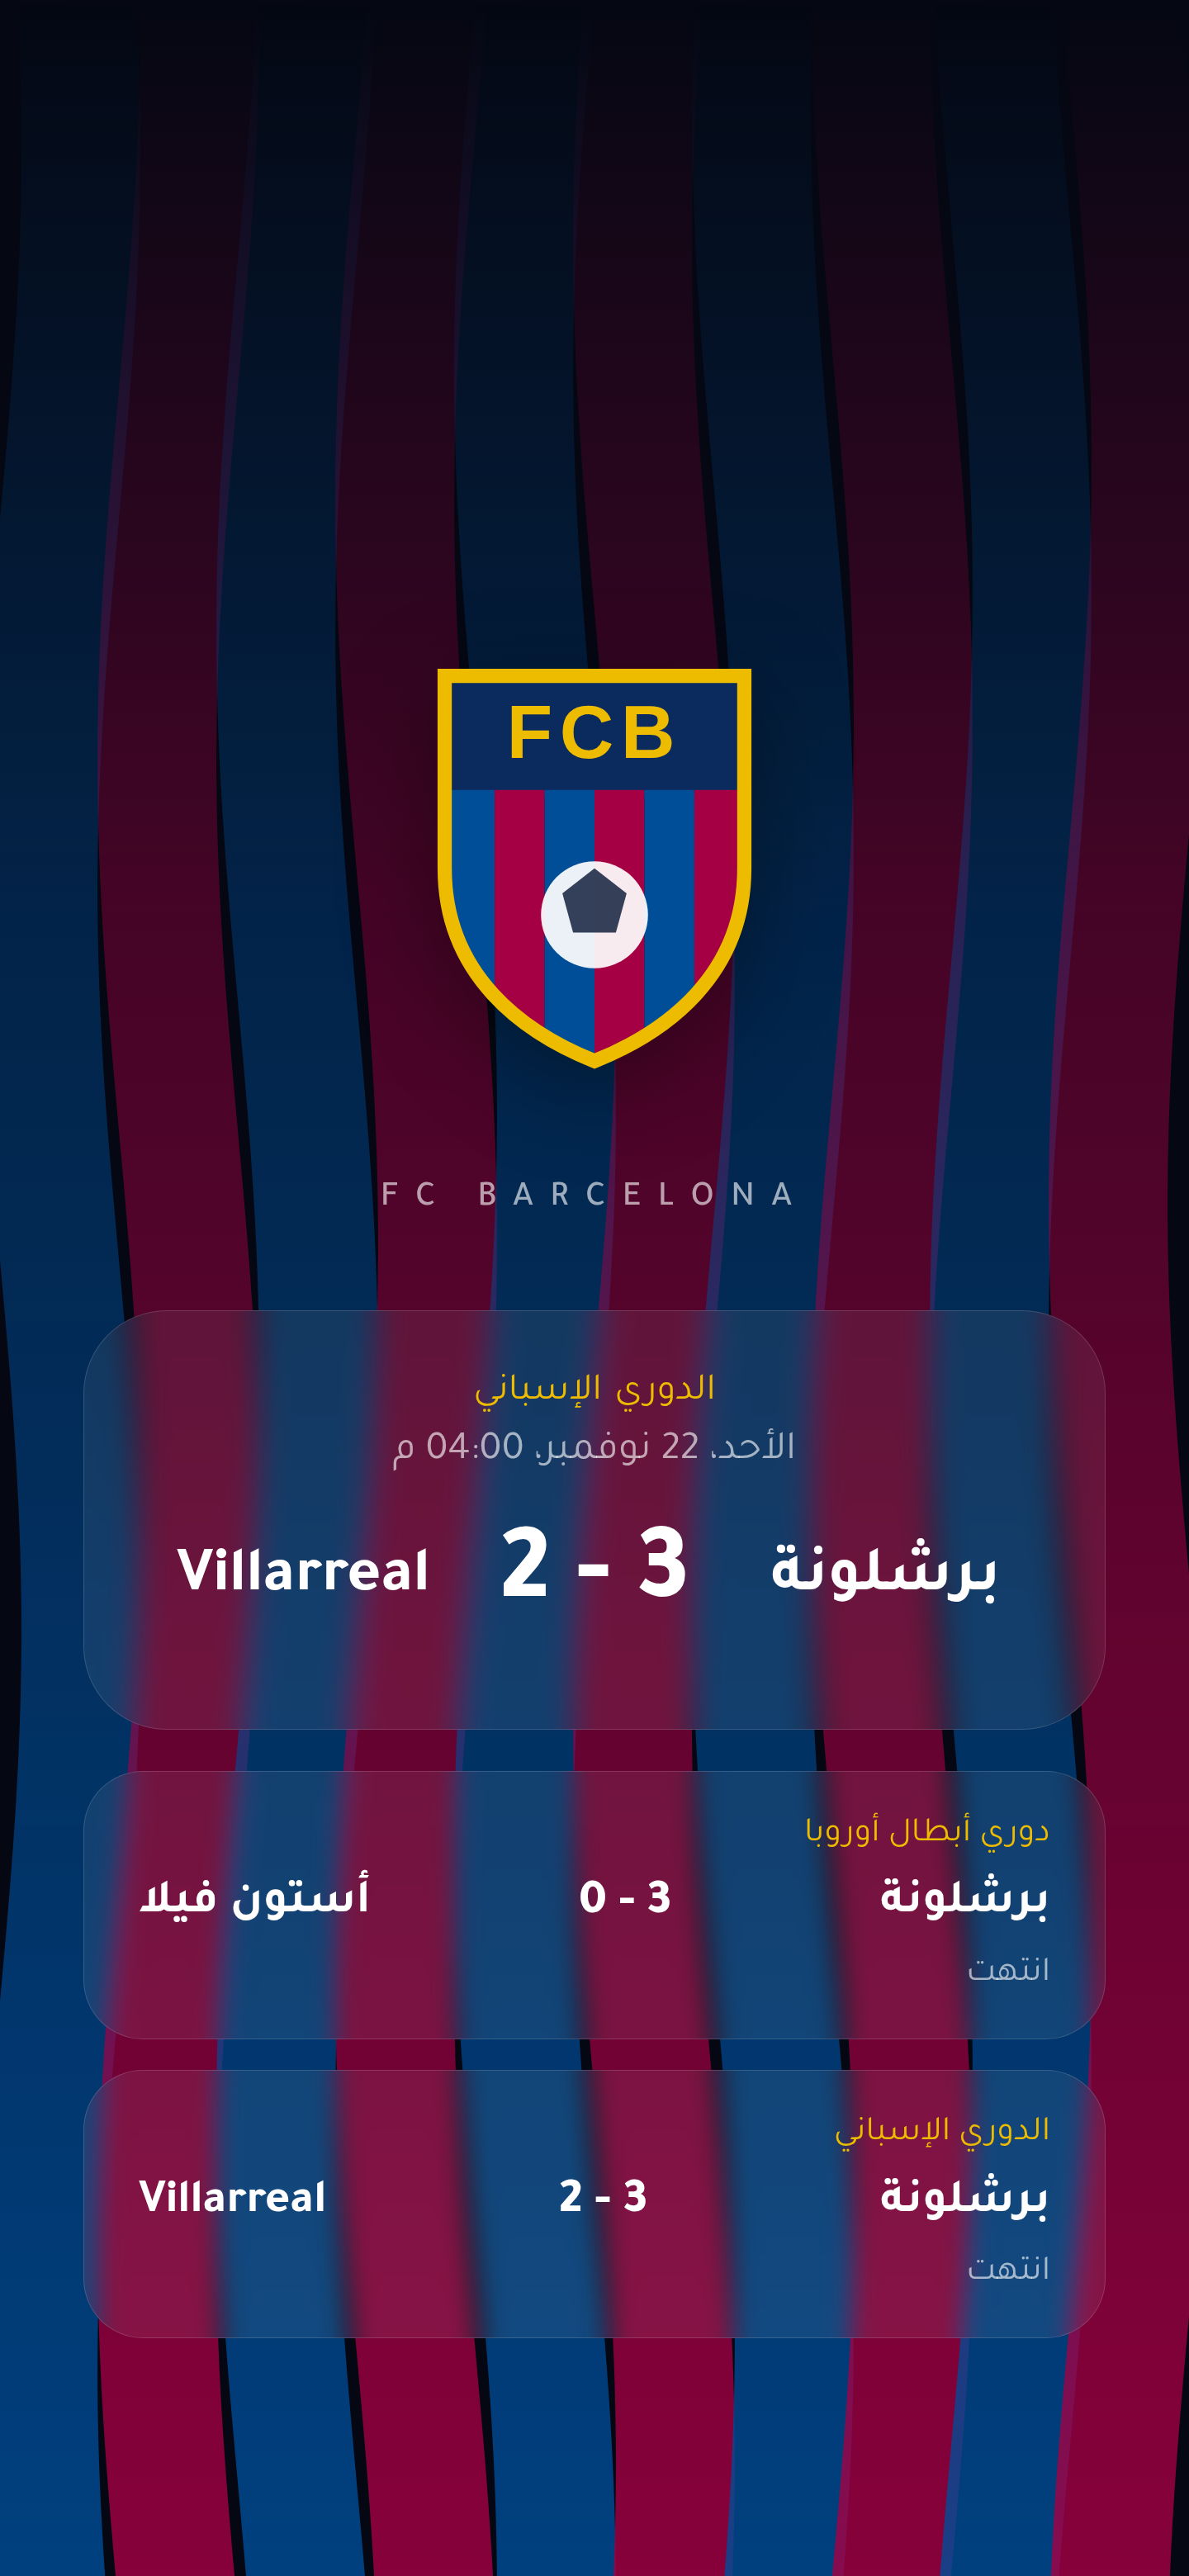 FCB
FC BARCELONA
الدوري الإسباني
الأحد، 22 نوفمبر، 04:00 م
برشلونة 3 - 2 Villarreal
دوري أبطال أوروبا
برشلونة 3 - 0 أستون فيلا
انتهت
الدوري الإسباني
برشلونة 3 - 2 Villarreal
انتهت